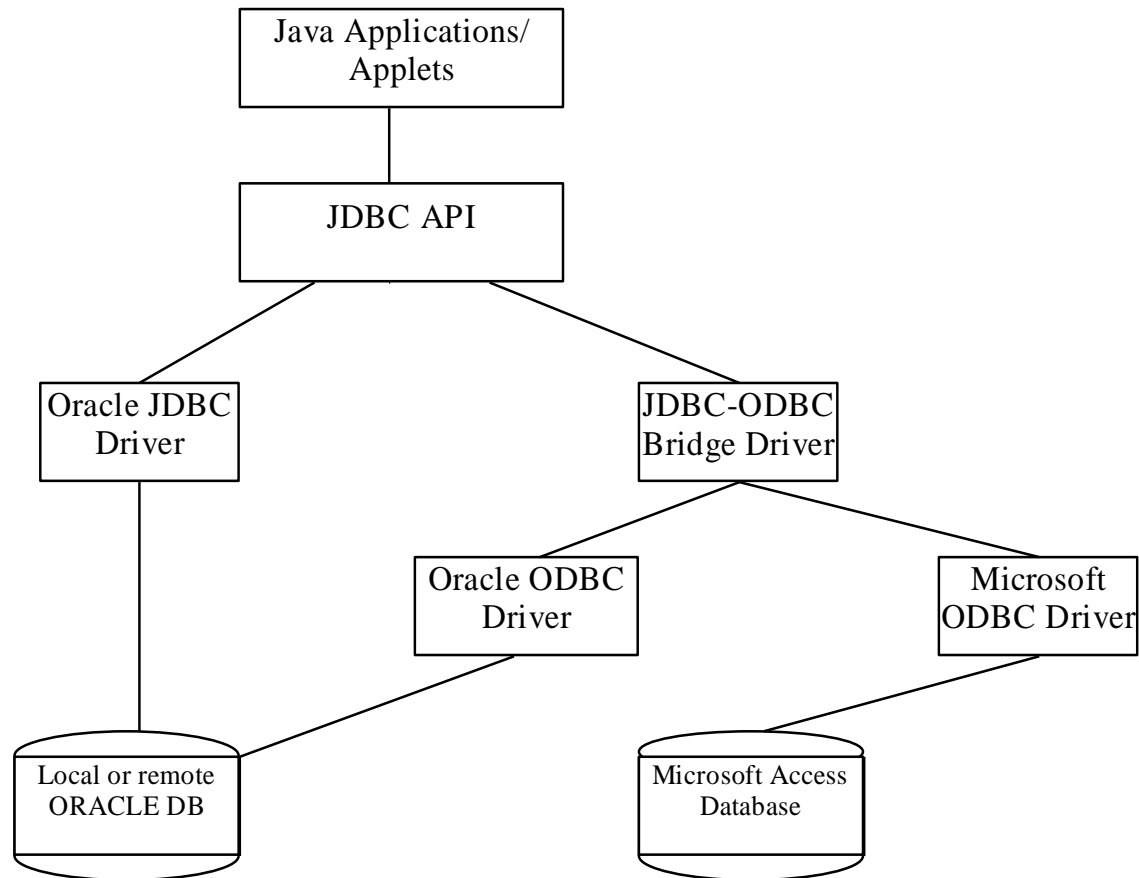 Java Applications/
Applets
JDBC API
Oracle JDBC
Driver
JDBC-ODBC
Bridge Driver
Oracle ODBC
Driver
Microsoft
ODBC Driver
Local or remote
ORACLE DB
Microsoft Access
Database